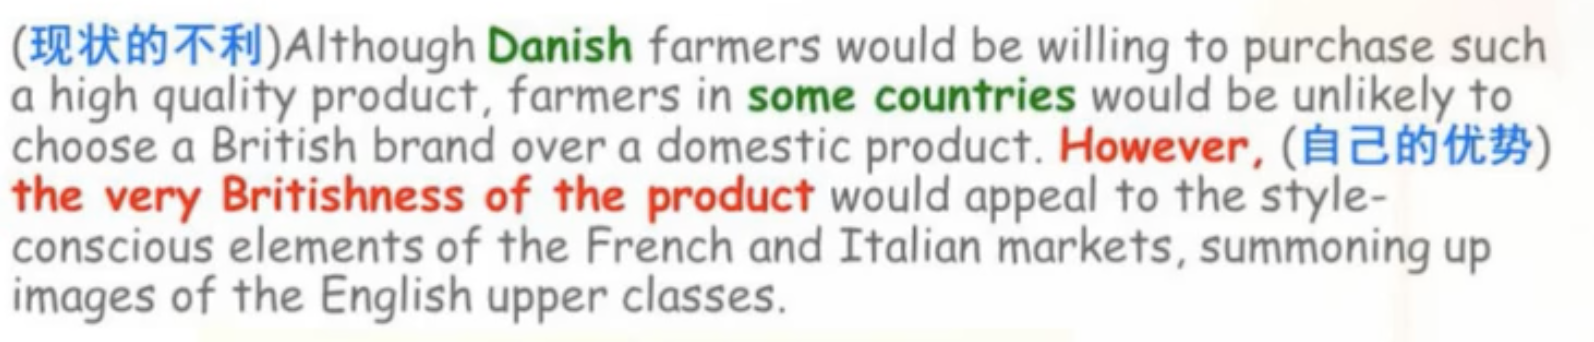 (现状的不利)Although Danish farmers would be willing to purchase such
a high quality product, farmers in some countries would be unlikely to
choose a British brand over a domestic product. However, (自己的优势)
the very Britishness of the product would appeal to the style-
conscious elements of the French and Italian markets, summoning up
images of the English upper classes.